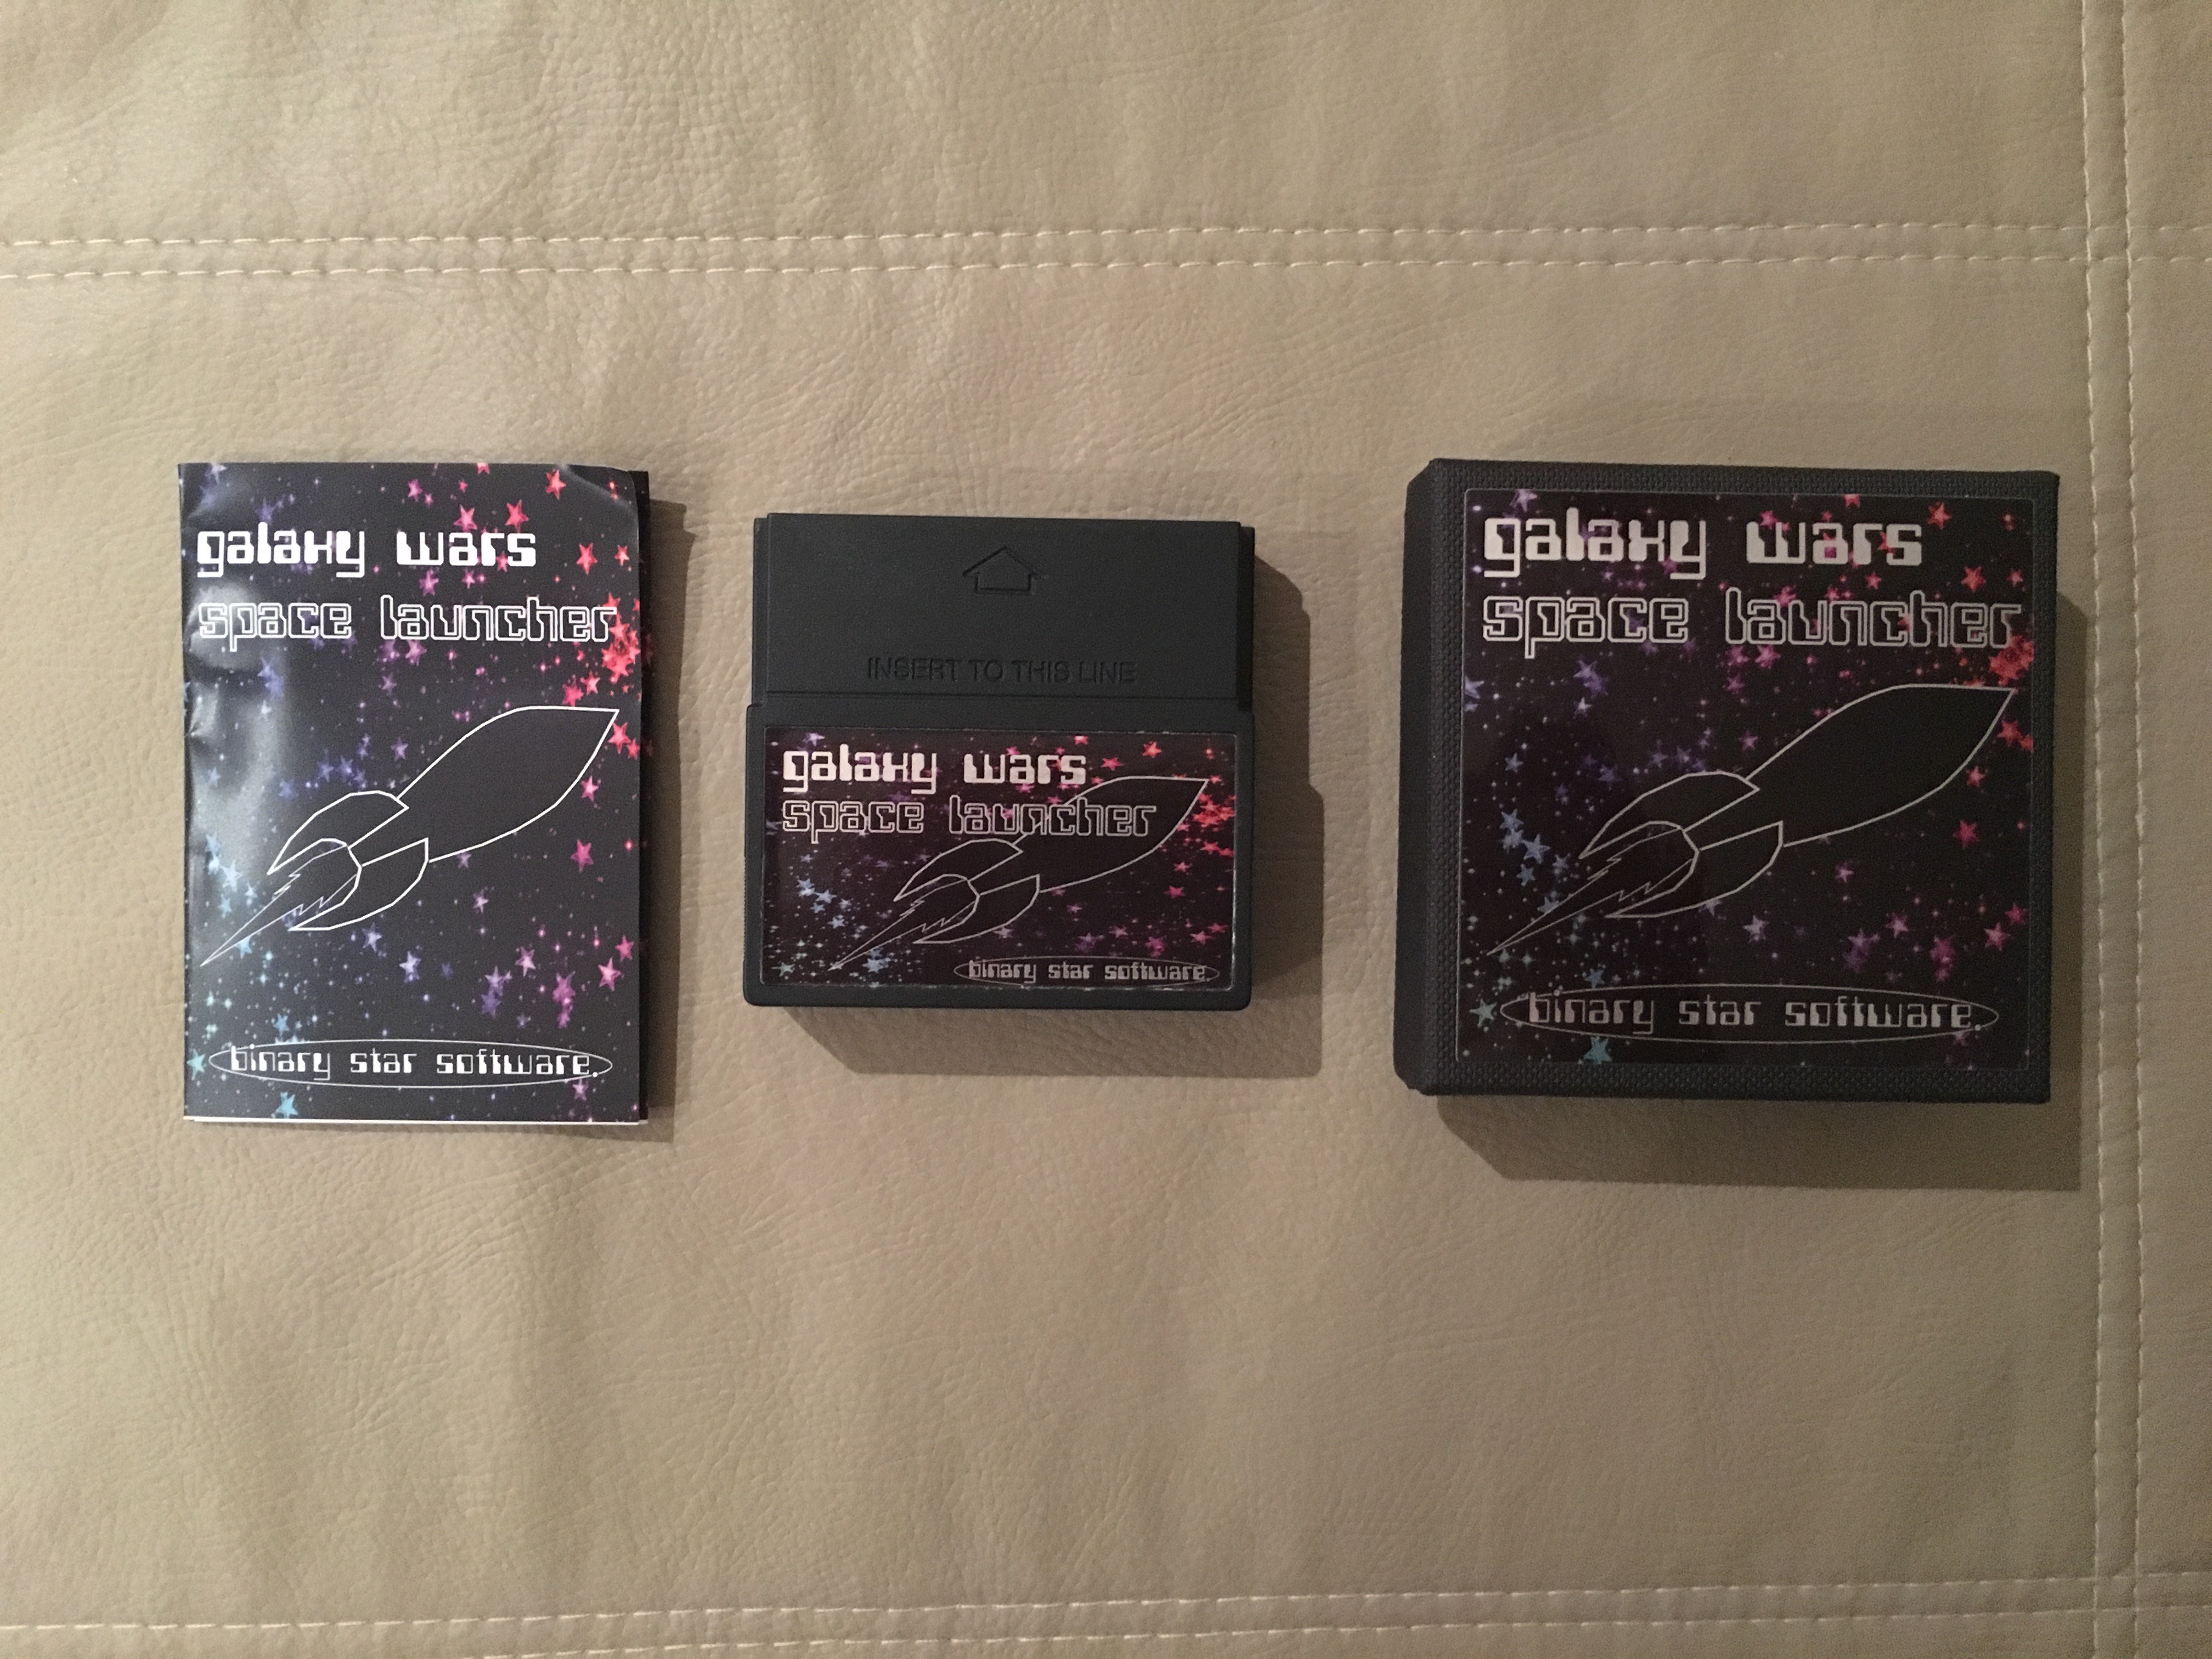 galaxy wars
space launcher
binary star software.
INSERT TO THIS LINE
galaxy wars
space launcher
binary star software.
galaxy wars
space launcher
binary star software.